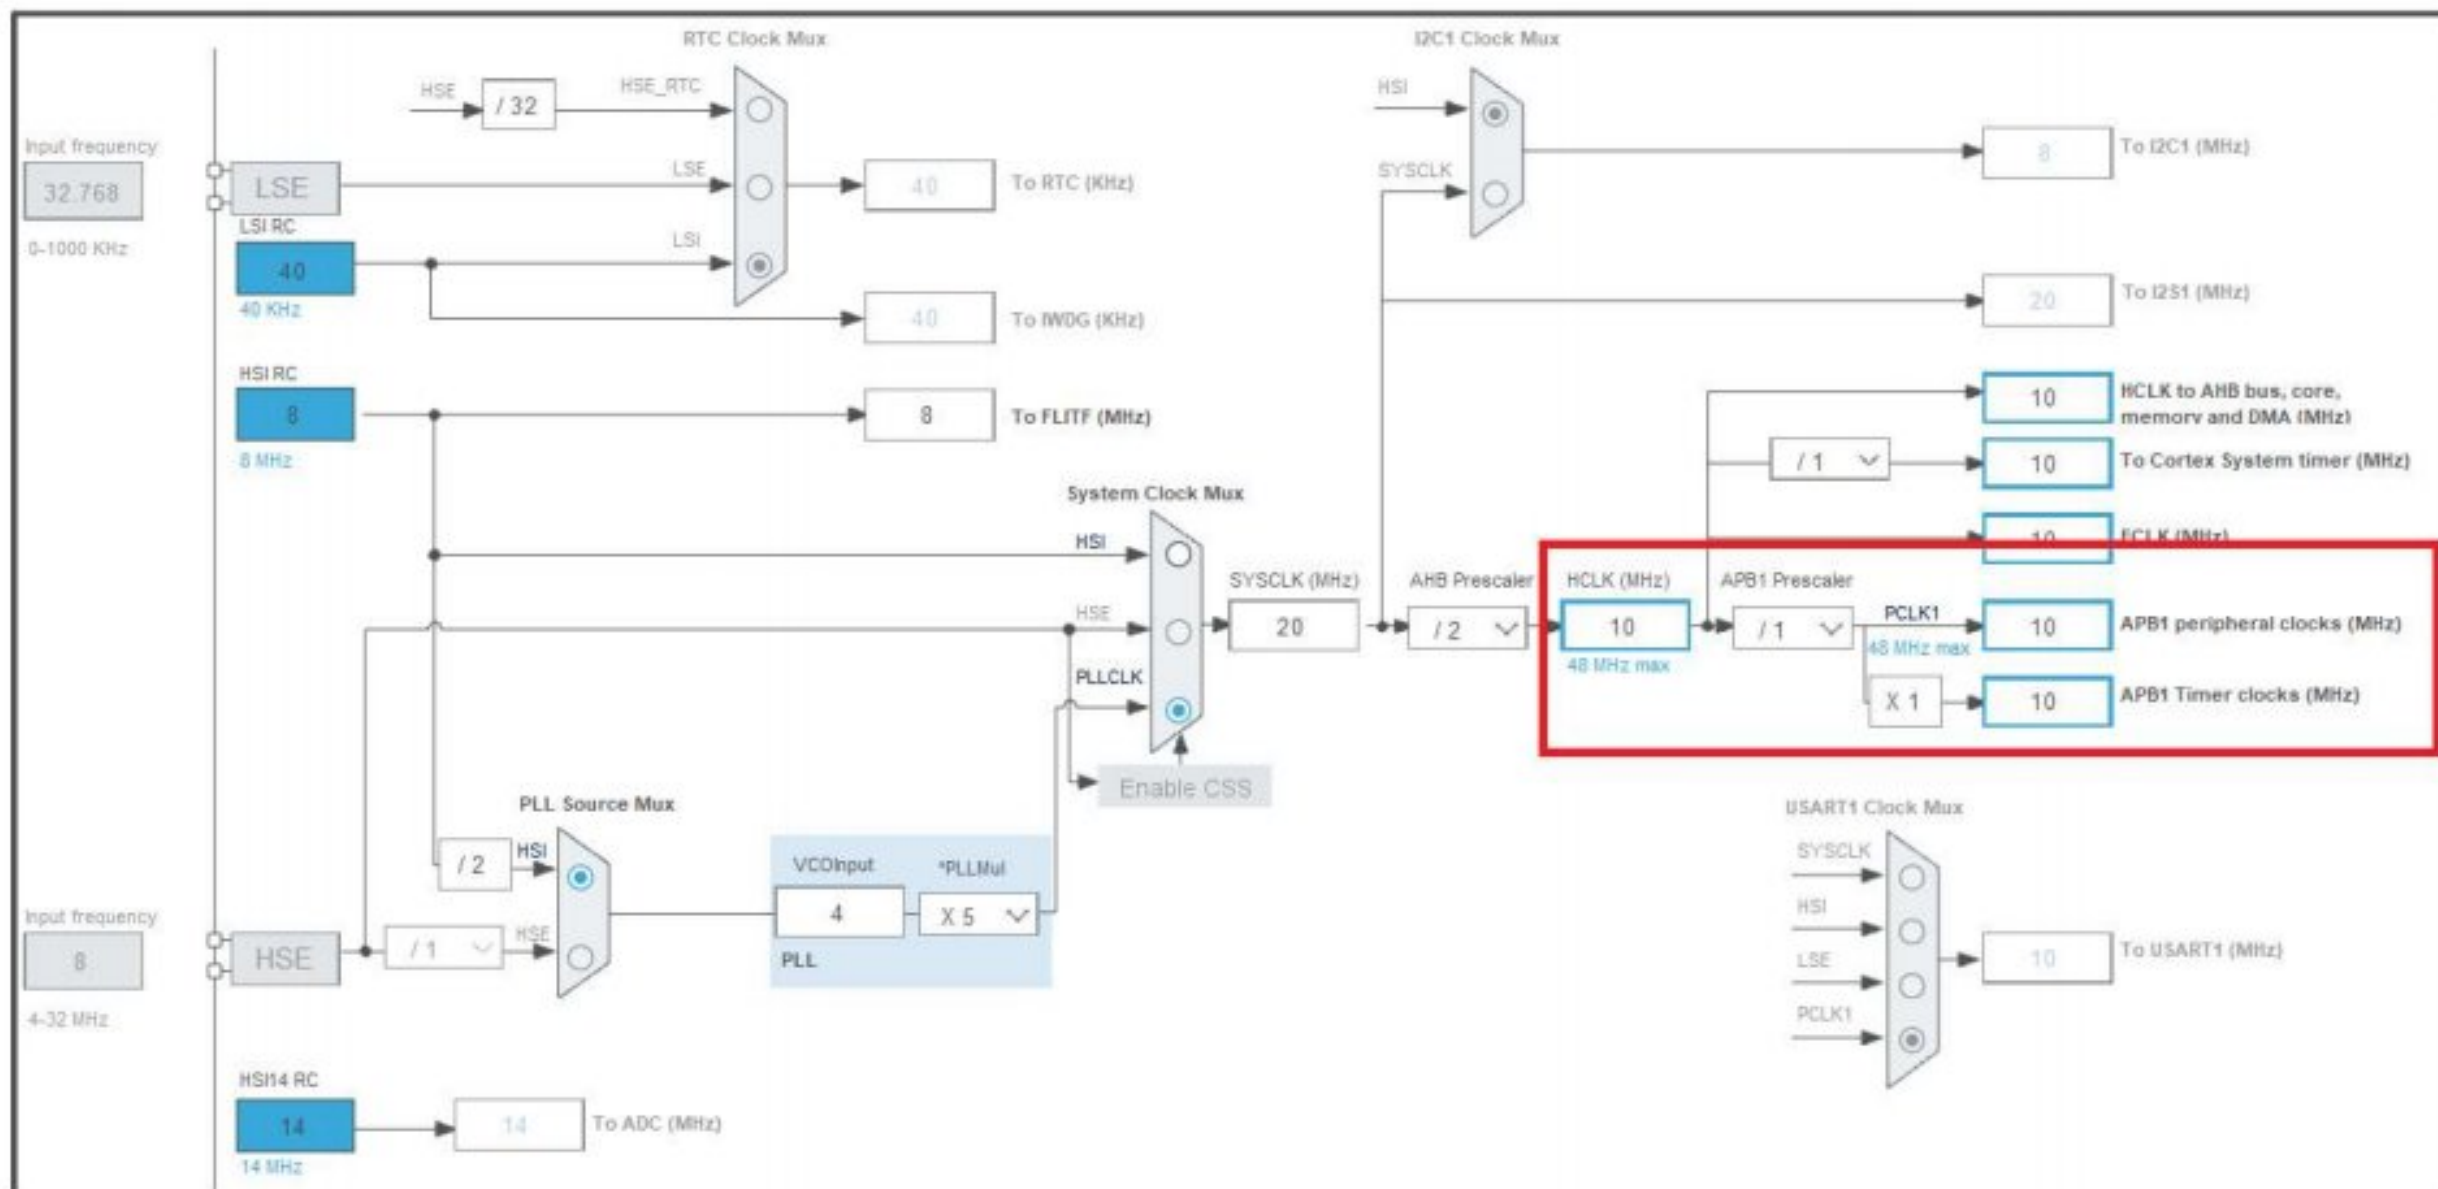 RTC Clock Mux
I2C1 Clock Mux
HSE
/ 32
HSE_RTC
HSI
Input frequency
32.768
0-1000 KHz
LSE
LSE
40
To RTC (KHz)
SYSCLK
8
To I2C1 (MHz)
LSI RC
40
40 KHz
LSI
40
To IWDG (KHz)
20
To I2S1 (MHz)
HSI RC
8
8 MHz
8
To FLITF (MHz)
10
HCLK to AHB bus, core,
memory and DMA (MHz)
/ 1
10
To Cortex System timer (MHz)
10
FCLK (MHz)
System Clock Mux
HSI
HSE
PLLCLK
SYSCLK (MHz)
20
AHB Prescaler
/ 2
HCLK (MHz)
10
48 MHz max
APB1 Prescaler
/ 1
PCLK1
48 MHz max
10
APB1 peripheral clocks (MHz)
X 1
10
APB1 Timer clocks (MHz)
Enable CSS
PLL Source Mux
/ 2
HSI
VCOInput
4
*PLLMul
X 5
PLL
Input frequency
8
4-32 MHz
HSE
/ 1
HSE
USART1 Clock Mux
SYSCLK
HSI
LSE
PCLK1
10
To USART1 (MHz)
HSI14 RC
14
14 MHz
14
To ADC (MHz)